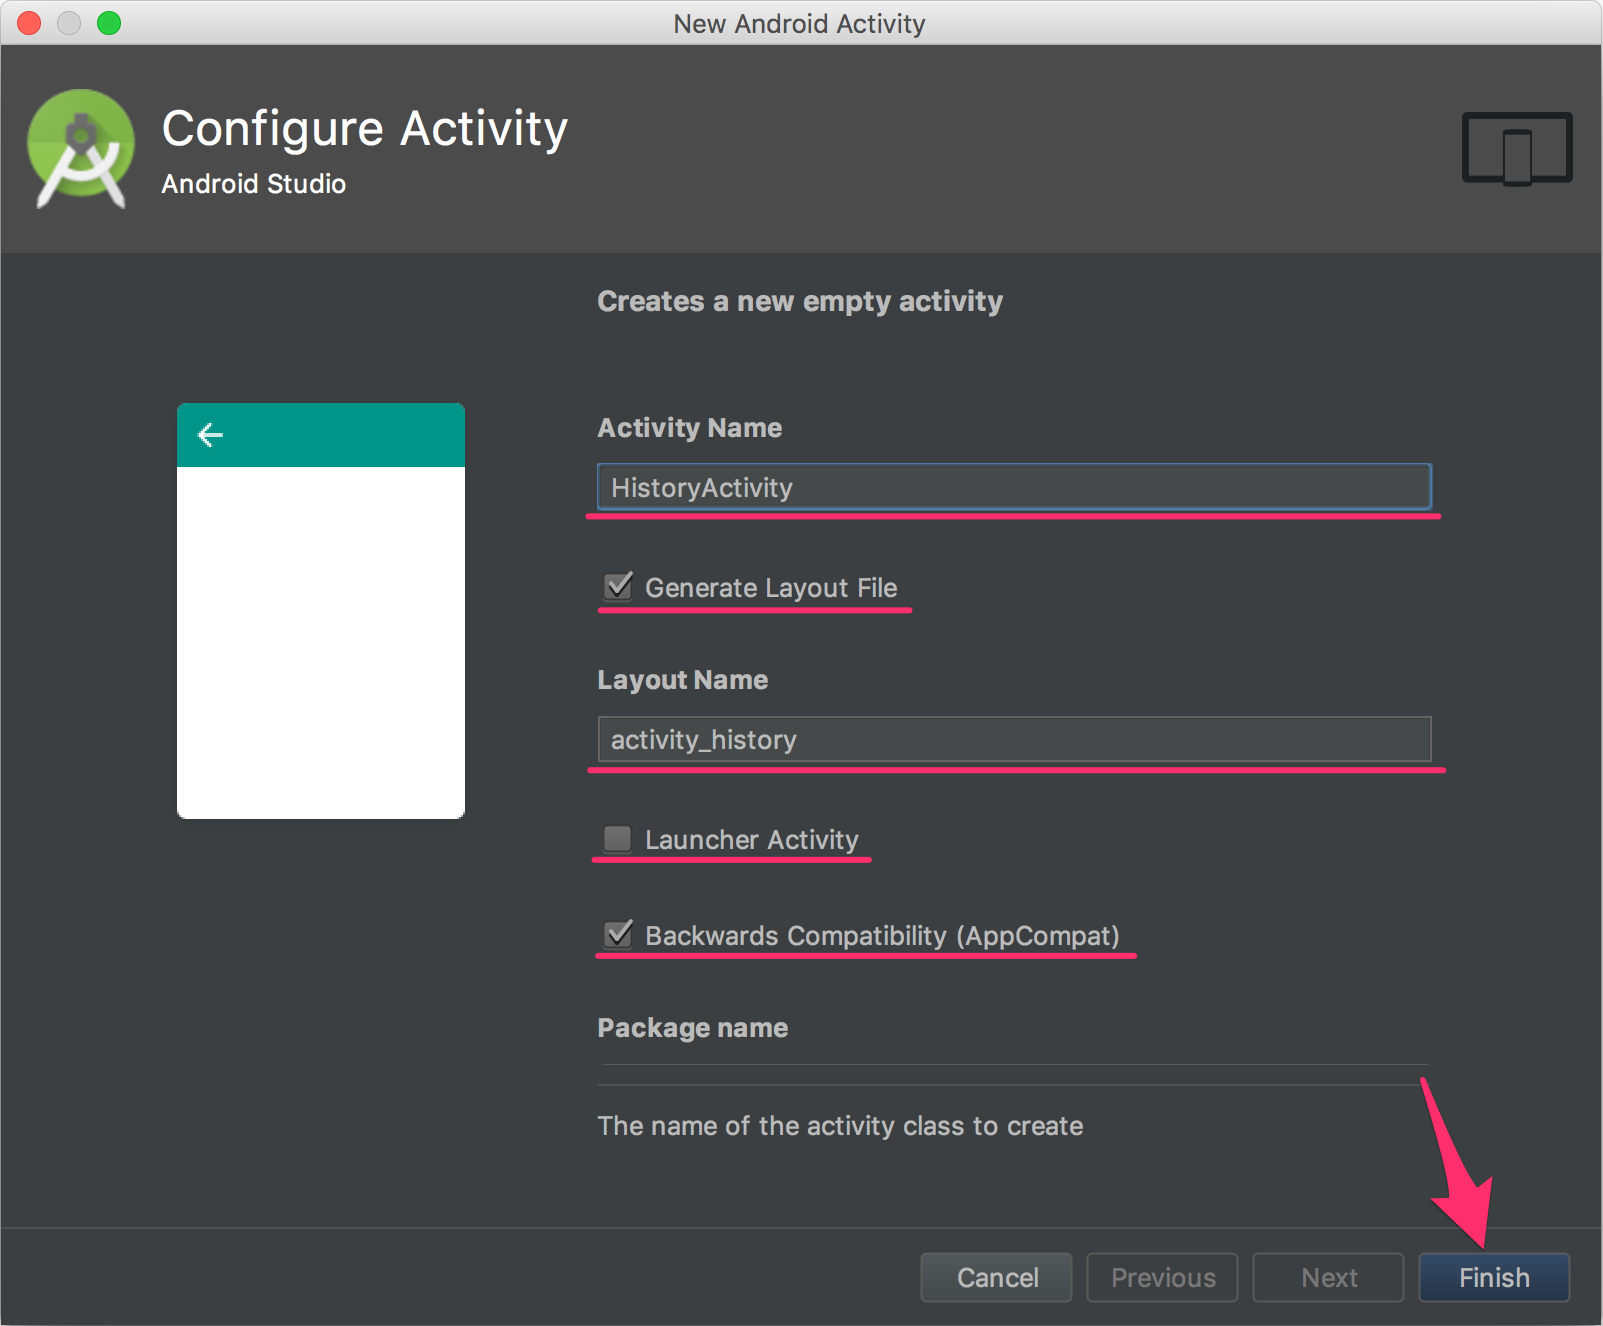 New Android Activity
Configure Activity
Android Studio
Creates a new empty activity
Activity Name
HistoryActivity
Generate Layout File
Layout Name
activity_history
Launcher Activity
Backwards Compatibility (AppCompat)
Package name
The name of the activity class to create
Cancel
Previous
Next
Finish